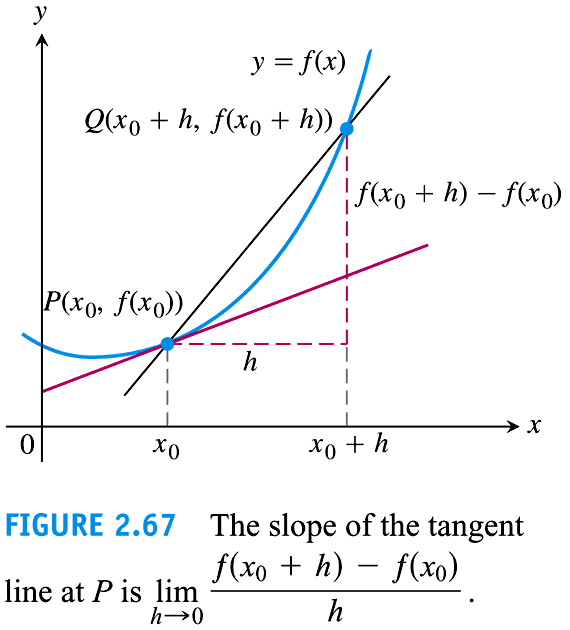 y
y = f(x)
Q(x₀ + h, f(x₀ + h))
f(x₀ + h) − f(x₀)
P(x₀, f(x₀))
h
0
x₀
x₀ + h
x
FIGURE 2.67 The slope of the tangent
line at P is lim h→0 f(x₀ + h) − f(x₀) / h .